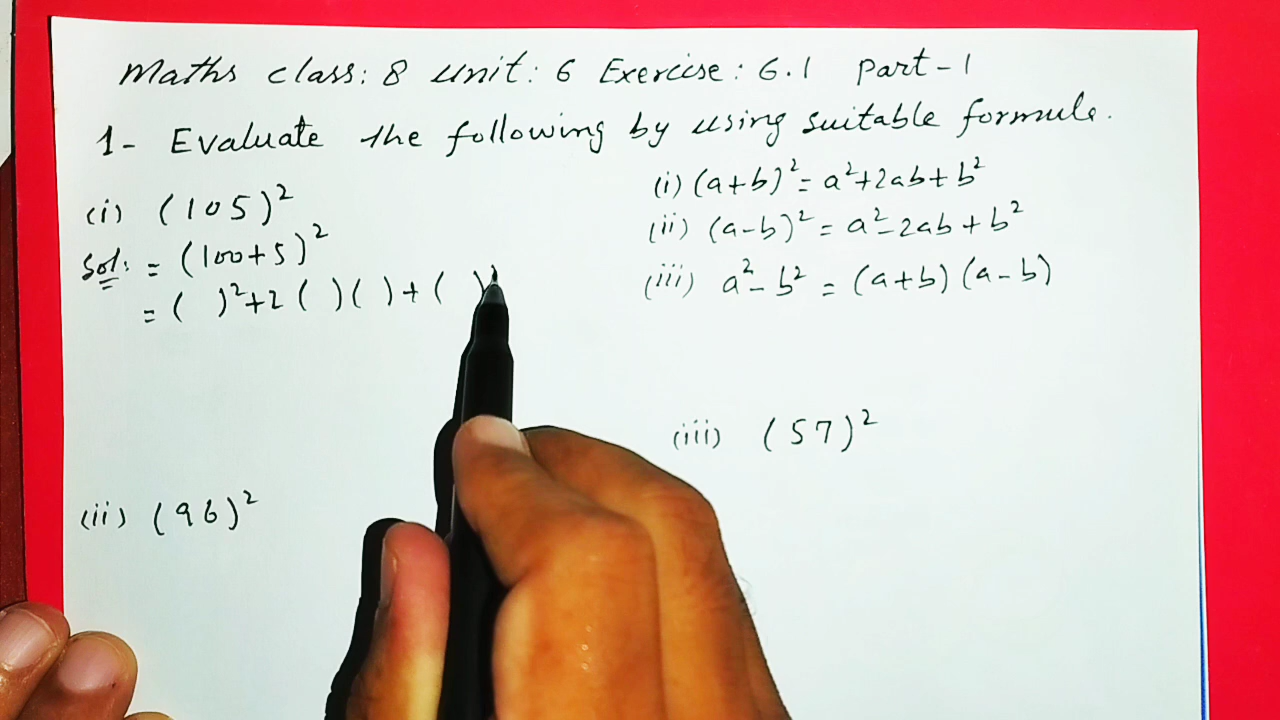 Maths class: 8 unit: 6 Exercise: 6.1 Part-1
1- Evaluate the following by using suitable formula.
(i) (105)²
Sol: = (100+5)²
= ( )²+2 ( ) ( ) + ( )
(i) (a+b)² = a²+2ab+b²
(ii) (a-b)² = a²-2ab+b²
(iii) a²-b² = (a+b) (a-b)
(iii) (57)²
(ii) (96)²